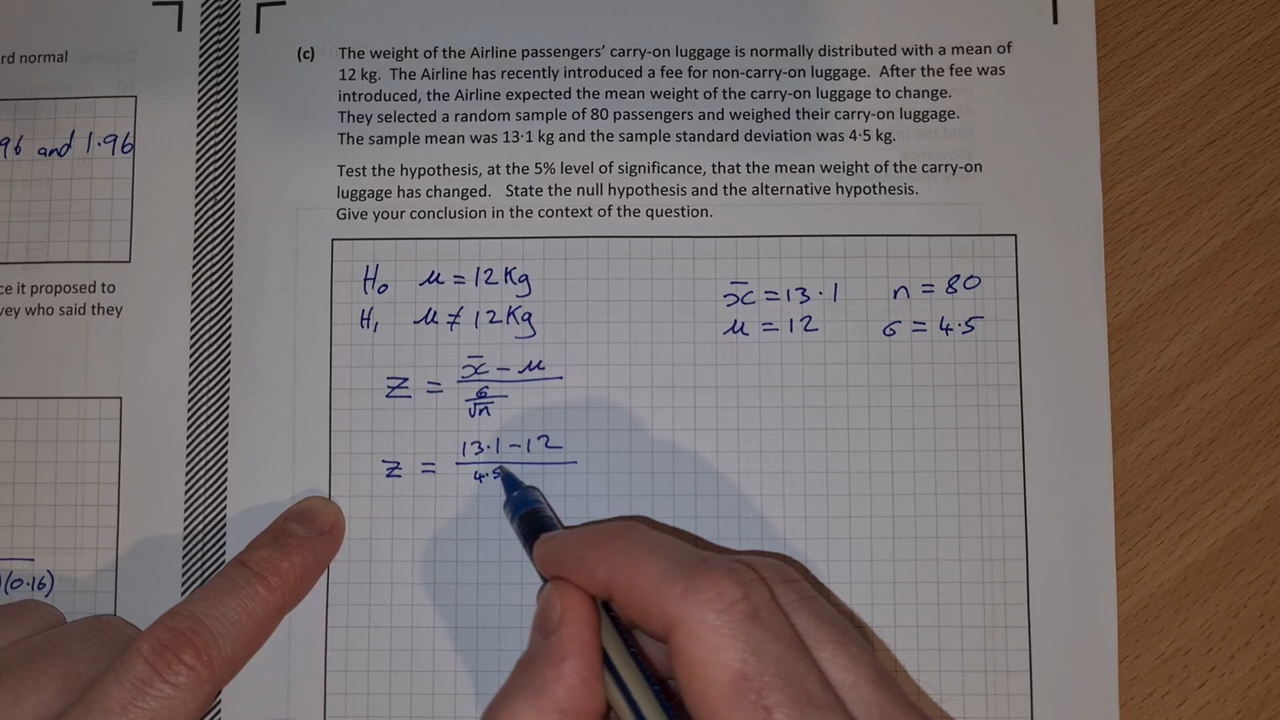 rd normal
96 and 1.96
ce it proposed to
vey who said they
(0.16)
(c) The weight of the Airline passengers' carry-on luggage is normally distributed with a mean of
12 kg. The Airline has recently introduced a fee for non-carry-on luggage. After the fee was
introduced, the Airline expected the mean weight of the carry-on luggage to change.
They selected a random sample of 80 passengers and weighed their carry-on luggage.
The sample mean was 13·1 kg and the sample standard deviation was 4·5 kg.
Test the hypothesis, at the 5% level of significance, that the mean weight of the carry-on
luggage has changed. State the null hypothesis and the alternative hypothesis.
Give your conclusion in the context of the question.
H₀ μ = 12 Kg
H₁ μ ≠ 12 Kg
x̄ = 13·1 n = 80
μ = 12 σ = 4·5
Z = x̄ - μ
σ
√n
Z = 13·1 - 12
4·5